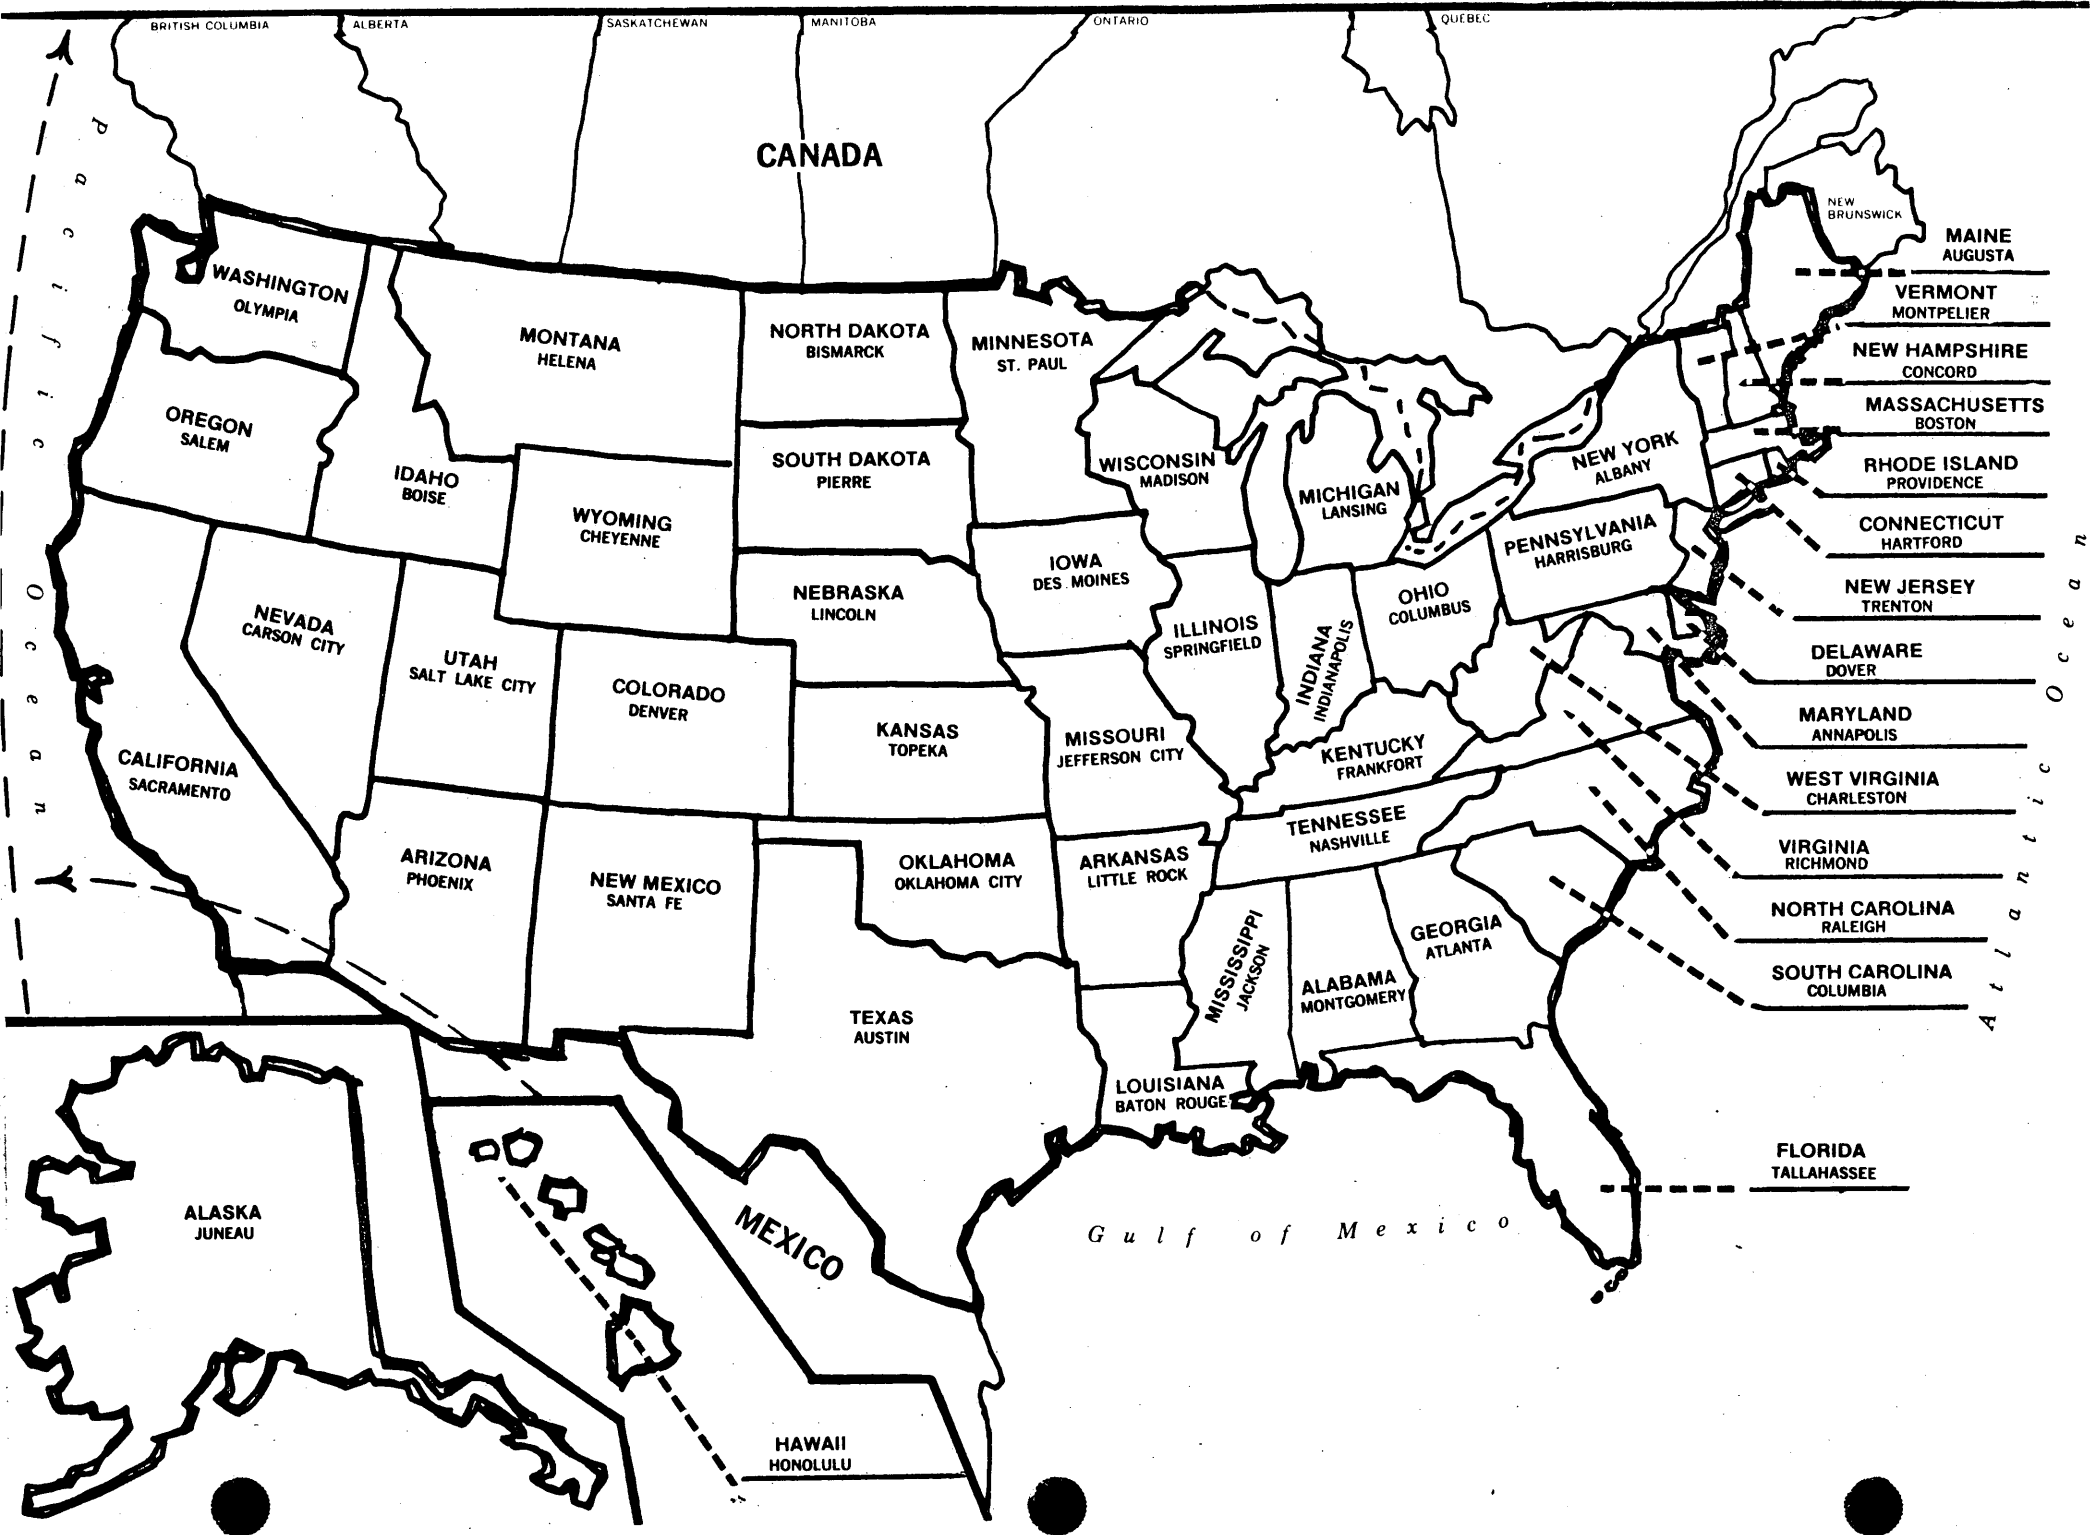 BRITISH COLUMBIA
ALBERTA
SASKATCHEWAN
MANITOBA
ONTARIO
QUEBEC
CANADA
NEW
BRUNSWICK
Pacific Ocean
WASHINGTON
OLYMPIA
OREGON
SALEM
IDAHO
BOISE
MONTANA
HELENA
NORTH DAKOTA
BISMARCK
MINNESOTA
ST. PAUL
SOUTH DAKOTA
PIERRE
WYOMING
CHEYENNE
WISCONSIN
MADISON
MICHIGAN
LANSING
NEW YORK
ALBANY
PENNSYLVANIA
HARRISBURG
IOWA
DES MOINES
NEBRASKA
LINCOLN
NEVADA
CARSON CITY
UTAH
SALT LAKE CITY
COLORADO
DENVER
ILLINOIS
SPRINGFIELD
INDIANA
INDIANAPOLIS
OHIO
COLUMBUS
CALIFORNIA
SACRAMENTO
KANSAS
TOPEKA
MISSOURI
JEFFERSON CITY
KENTUCKY
FRANKFORT
TENNESSEE
NASHVILLE
ARIZONA
PHOENIX
NEW MEXICO
SANTA FE
OKLAHOMA
OKLAHOMA CITY
ARKANSAS
LITTLE ROCK
MISSISSIPPI
JACKSON
ALABAMA
MONTGOMERY
GEORGIA
ATLANTA
TEXAS
AUSTIN
LOUISIANA
BATON ROUGE
MAINE
AUGUSTA
VERMONT
MONTPELIER
NEW HAMPSHIRE
CONCORD
MASSACHUSETTS
BOSTON
RHODE ISLAND
PROVIDENCE
CONNECTICUT
HARTFORD
NEW JERSEY
TRENTON
DELAWARE
DOVER
MARYLAND
ANNAPOLIS
WEST VIRGINIA
CHARLESTON
VIRGINIA
RICHMOND
NORTH CAROLINA
RALEIGH
SOUTH CAROLINA
COLUMBIA
Atlantic Ocean
FLORIDA
TALLAHASSEE
Gulf of Mexico
MEXICO
ALASKA
JUNEAU
HAWAII
HONOLULU